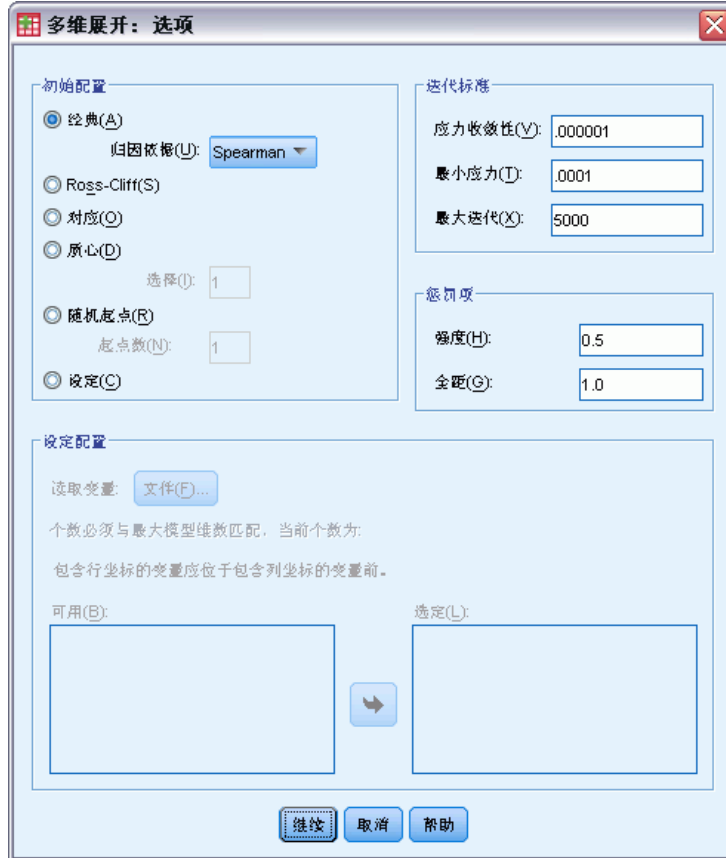 多维展开：选项
初始配置
经典(A)
归因依据(U): Spearman
Ross-Cliff(S)
对应(O)
质心(D)
选择(I): 1
随机起点(R)
起点数(N): 1
设定(C)
迭代标准
应力收敛性(V): .000001
最小应力(T): .0001
最大迭代(X): 5000
惩罚项
强度(H): 0.5
全距(G): 1.0
设定配置
读取变量: 文件(F)...
个数必须与最大模型维数匹配，当前个数为:
包含行坐标的变量应位于包含列坐标的变量前。
可用(B):
选定(L):
继续 取消 帮助